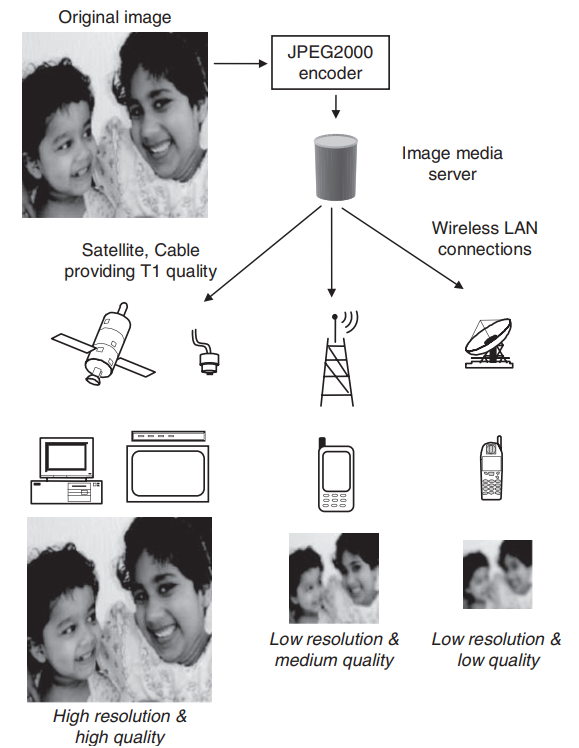 Original image
JPEG2000
encoder
Image media
server
Satellite, Cable
providing T1 quality
Wireless LAN
connections
Low resolution &
medium quality
Low resolution &
low quality
High resolution &
high quality